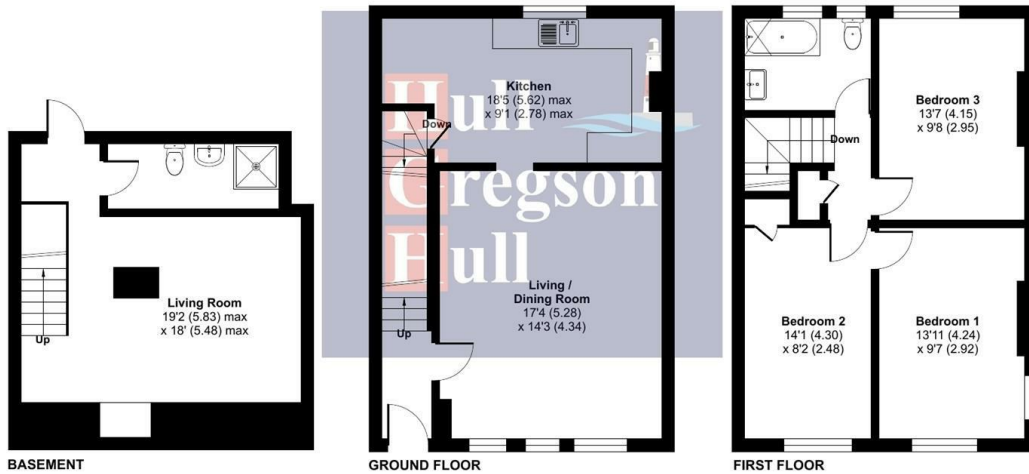 Living Room
19'2 (5.83) max
x 18' (5.48) max
Up
BASEMENT
Hull
Gregson
Hull
Kitchen
18'5 (5.62) max
x 9'1 (2.78) max
Down
Living /
Dining Room
17'4 (5.28)
x 14'3 (4.34)
Up
GROUND FLOOR
Bedroom 3
13'7 (4.15)
x 9'8 (2.95)
Down
Bedroom 2
14'1 (4.30)
x 8'2 (2.48)
Bedroom 1
13'11 (4.24)
x 9'7 (2.92)
FIRST FLOOR